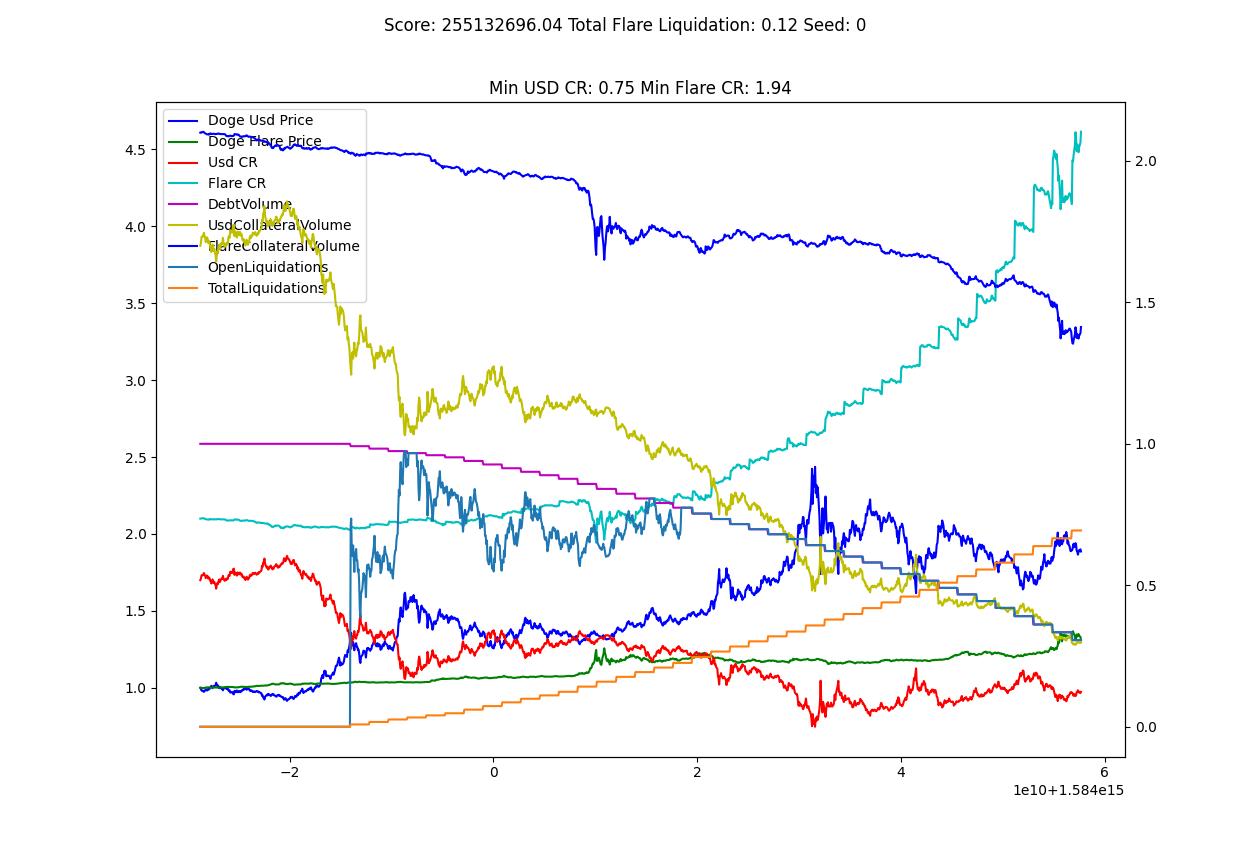 Score: 255132696.04 Total Flare Liquidation: 0.12 Seed: 0
Min USD CR: 0.75 Min Flare CR: 1.94
Doge Usd Price
Doge Flare Price
Usd CR
Flare CR
DebtVolume
UsdCollateralVolume
FlareCollateralVolume
OpenLiquidations
TotalLiquidations
4.5
4.0
3.5
3.0
2.5
2.0
1.5
1.0
2.0
1.5
1.0
0.5
0.0
−2
0
2
4
6
1e10+1.584e15